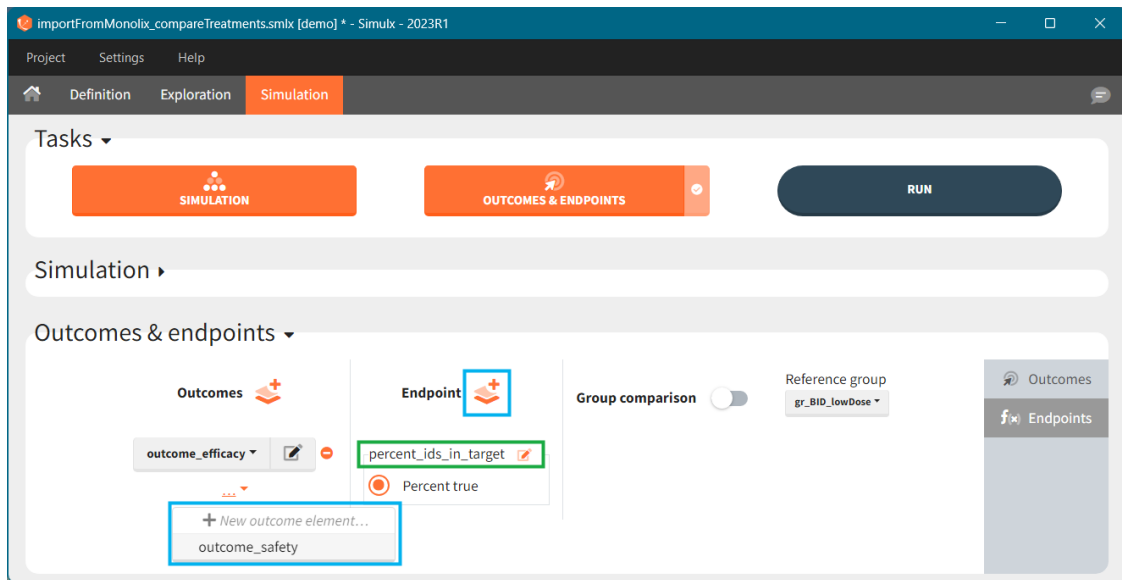 importFromMonolix_compareTreatments.smlx [demo] * - Simulx - 2023R1
Project Settings Help
Definition Exploration Simulation
Tasks
SIMULATION
OUTCOMES & ENDPOINTS
RUN
Simulation
Outcomes & endpoints
Outcomes
Endpoint
Group comparison
Reference group
gr_BID_lowDose
Outcomes
f(x) Endpoints
outcome_efficacy
percent_ids_in_target
Percent true
...
New outcome element...
outcome_safety